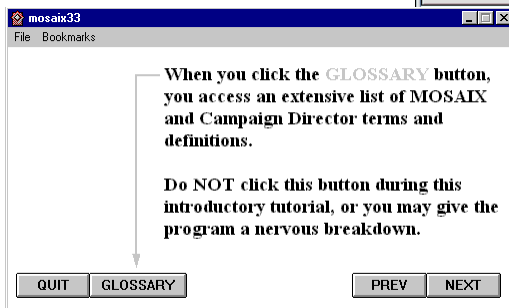 mosaix33
File Bookmarks
When you click the GLOSSARY button,
you access an extensive list of MOSAIX
and Campaign Director terms and
definitions.
Do NOT click this button during this
introductory tutorial, or you may give the
program a nervous breakdown.
QUIT GLOSSARY PREV NEXT